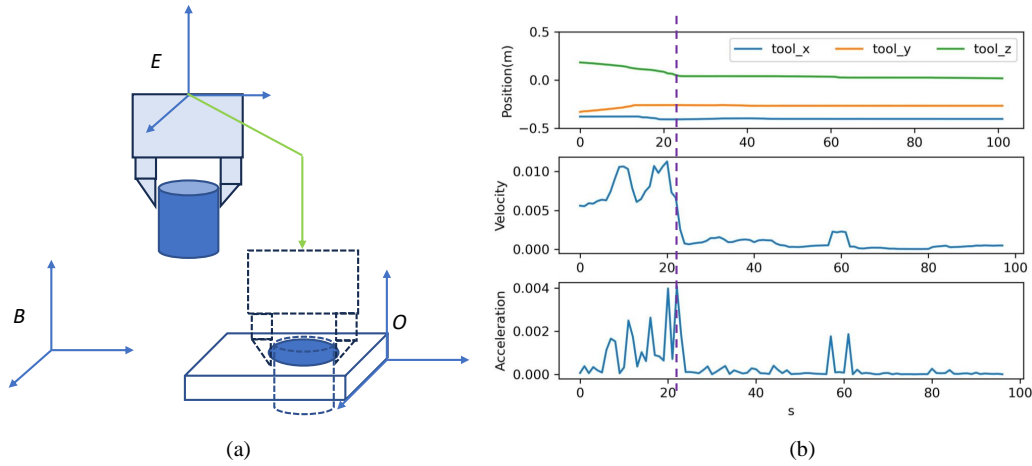 E
B
O
(a)
0.5
0.0
−0.5
Position(m)
tool_x tool_y tool_z
0 20 40 60 80 100
0.010
0.005
0.000
Velocity
0 20 40 60 80 100
0.004
0.002
0.000
Acceleration
0 20 40 60 80 100
s
(b)